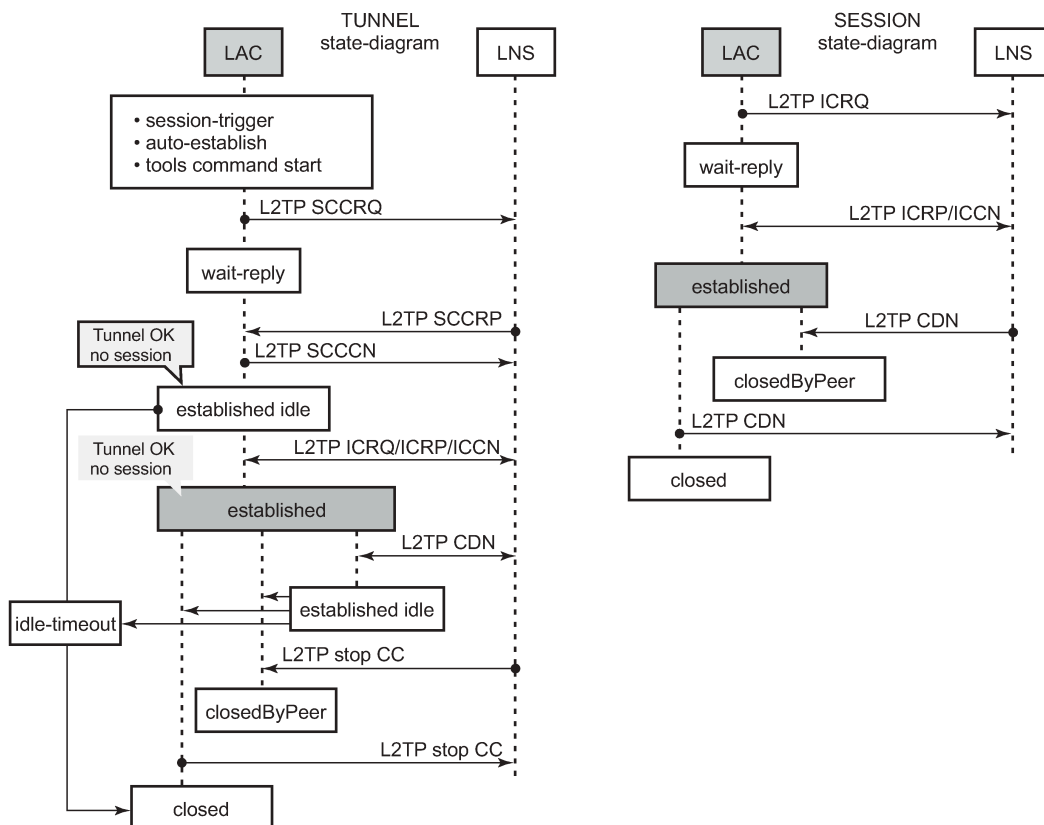 TUNNEL
state-diagram
LAC
LNS
• session-trigger
• auto-establish
• tools command start
L2TP SCCRQ
wait-reply
L2TP SCCRP
Tunnel OK
no session
L2TP SCCCN
established idle
Tunnel OK
no session
L2TP ICRQ/ICRP/ICCN
established
L2TP CDN
established idle
idle-timeout
L2TP stop CC
closedByPeer
L2TP stop CC
closed
SESSION
state-diagram
LAC
LNS
L2TP ICRQ
wait-reply
L2TP ICRP/ICCN
established
L2TP CDN
closedByPeer
L2TP CDN
closed